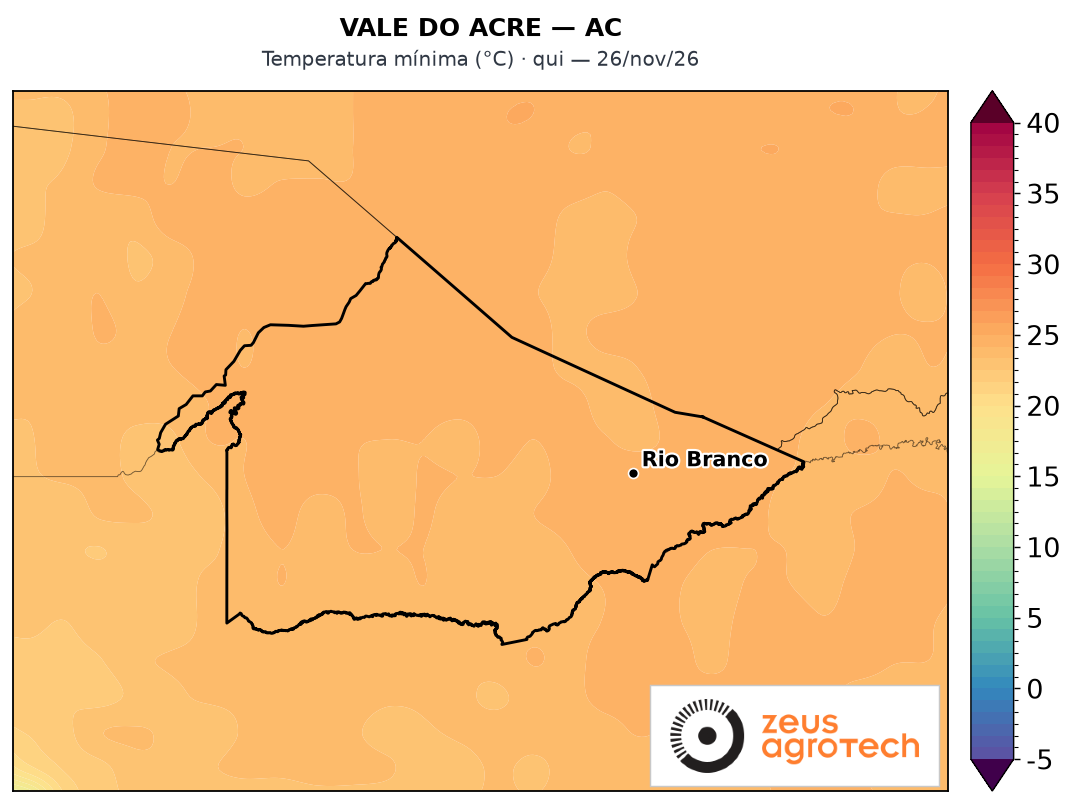 VALE DO ACRE — AC
Temperatura mínima (°C) · qui — 26/nov/26
Rio Branco
40
35
30
25
20
15
10
5
0
-5
zeus
agrotech